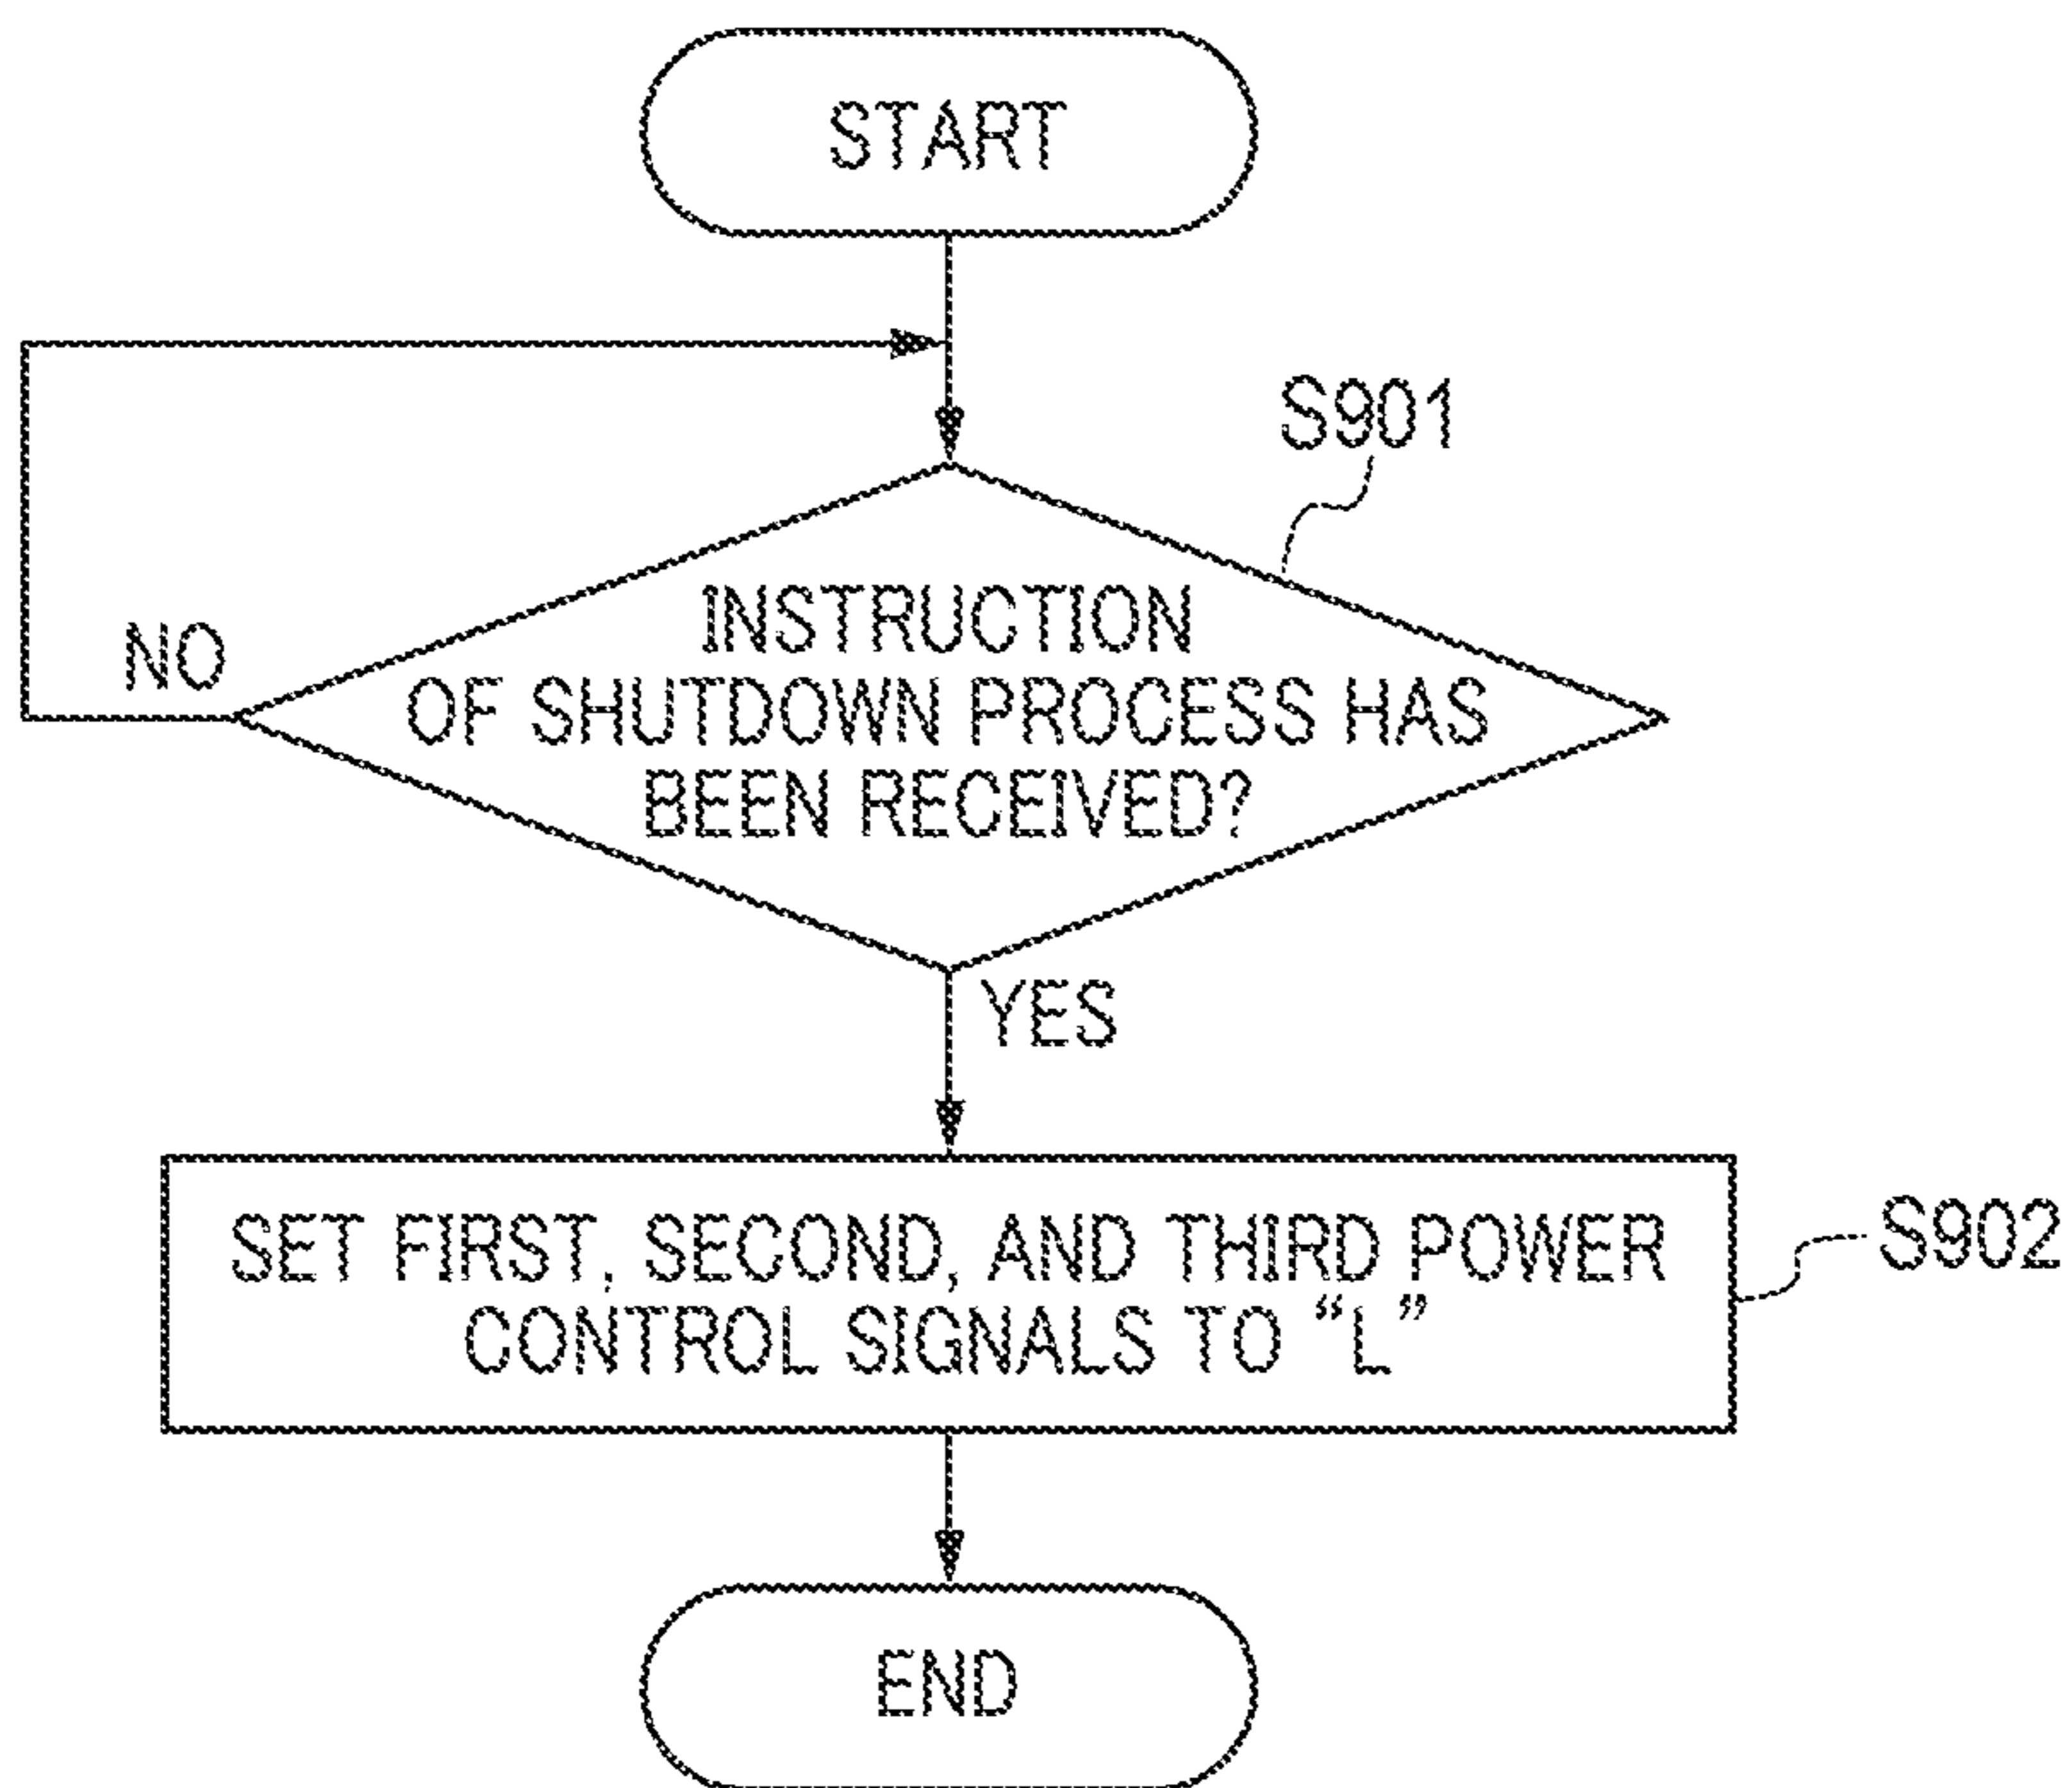 START
S901
INSTRUCTION
OF SHUTDOWN PROCESS HAS
BEEN RECEIVED?
NO
YES
SET FIRST, SECOND, AND THIRD POWER
CONTROL SIGNALS TO “L”
S902
END